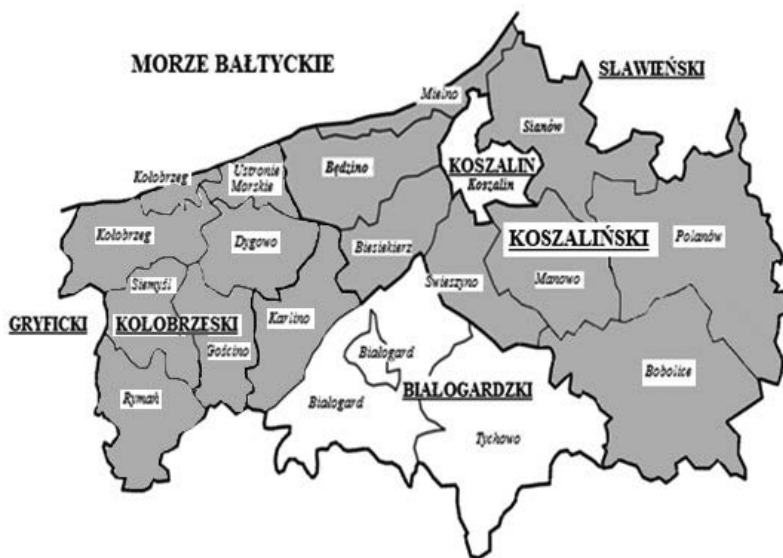 MORZE BAŁTYCKIE
SŁAWIEŃSKI
Mielno
Sianów
Kołobrzeg
Ustronie
Morskie
Będzino
KOSZALIN
Koszalin
Kołobrzeg
Dygowo
Biesiekierz
KOSZALIŃSKI
Polanów
Siemyśl
Świeszyno
Manowo
GRYFICKI
KOŁOBRZESKI
Karlino
Gościno
Białogard
Bobolice
Rymań
Białogard
BIAŁOGARDZKI
Tychowo